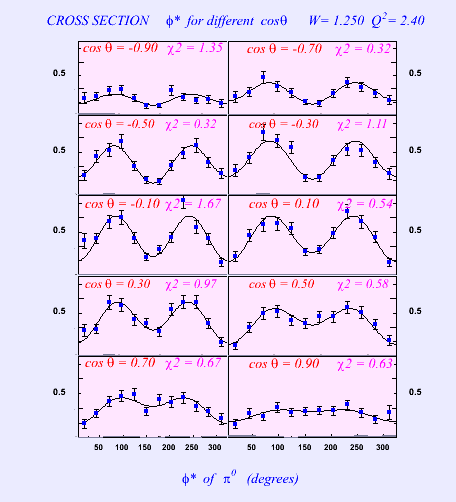 CROSS SECTION ϕ* for different cosθ W= 1.250 Q²= 2.40
cos θ = -0.90 χ2 = 1.35 cos θ = -0.70 χ2 = 0.32
0.5 0.5
cos θ = -0.50 χ2 = 0.32 cos θ = -0.30 χ2 = 1.11
0.5 0.5
cos θ = -0.10 χ2 = 1.67 cos θ = 0.10 χ2 = 0.54
0.5 0.5
cos θ = 0.30 χ2 = 0.97 cos θ = 0.50 χ2 = 0.58
0.5 0.5
cos θ = 0.70 χ2 = 0.67 cos θ = 0.90 χ2 = 0.63
0.5 0.5
50 100 150 200 250 300 50 100 150 200 250 300
ϕ* of π⁰ (degrees)